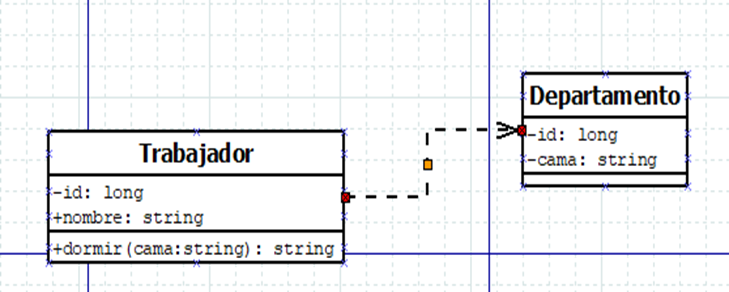 Trabajador
-id: long
+nombre: string
+dormir(cama:string): string
Departamento
-id: long
-cama: string